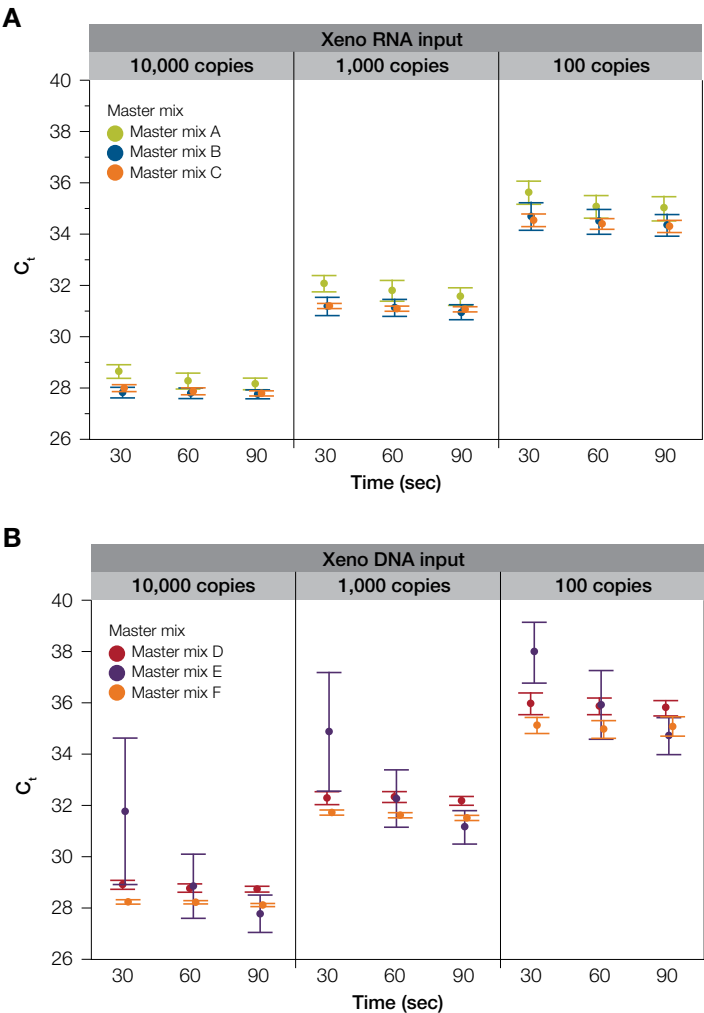 A
Xeno RNA input
10,000 copies 1,000 copies 100 copies
40
38
36
34
32
30
28
26
C_t
Master mix
Master mix A
Master mix B
Master mix C
30 60 90 30 60 90 30 60 90
Time (sec)
B
Xeno DNA input
10,000 copies 1,000 copies 100 copies
40
38
36
34
32
30
28
26
C_t
Master mix
Master mix D
Master mix E
Master mix F
30 60 90 30 60 90 30 60 90
Time (sec)